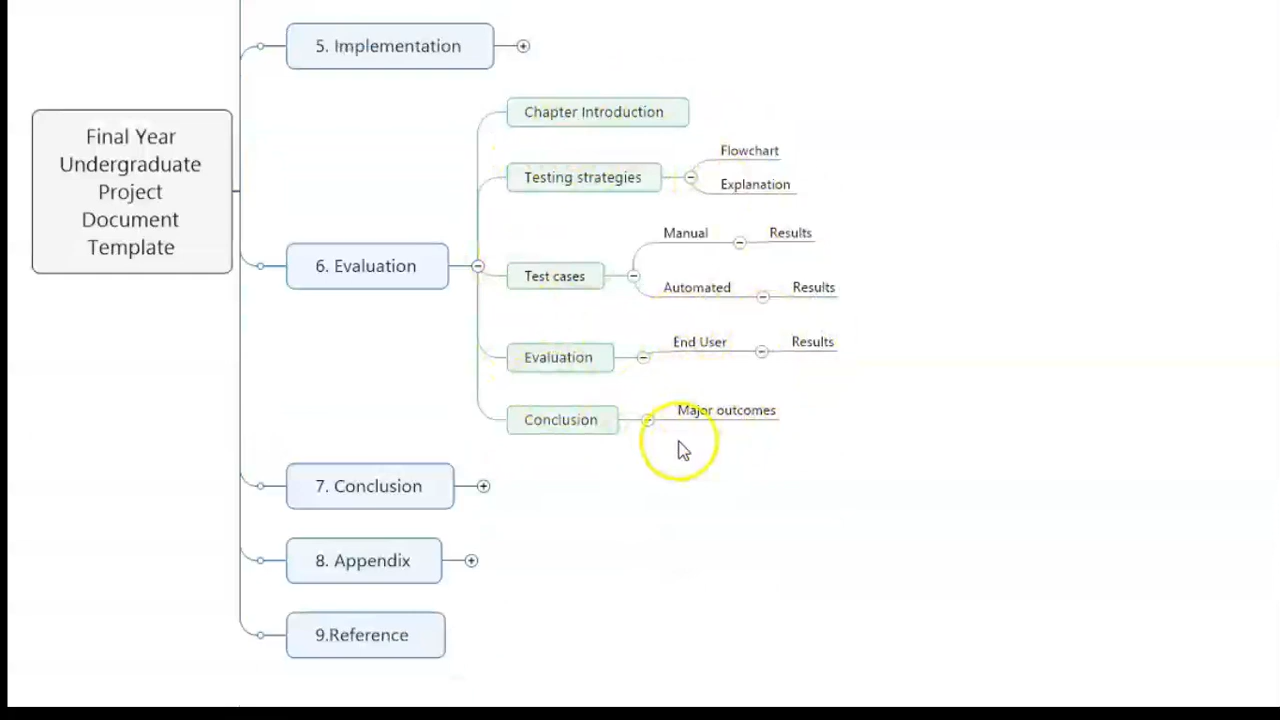 5. Implementation
Final Year
Undergraduate
Project
Document
Template
Chapter Introduction
Testing strategies
Flowchart
Explanation
6. Evaluation
Test cases
Manual
Results
Automated
Results
Evaluation
End User
Results
Conclusion
Major outcomes
7. Conclusion
8. Appendix
9.Reference